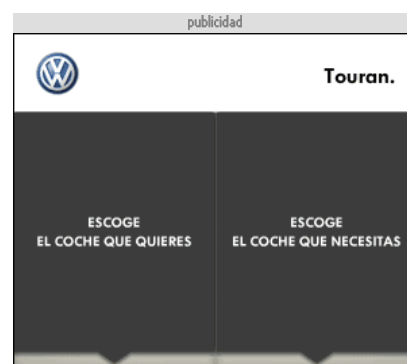 publicidad
Touran.
ESCOGE
EL COCHE QUE QUIERES
ESCOGE
EL COCHE QUE NECESITAS